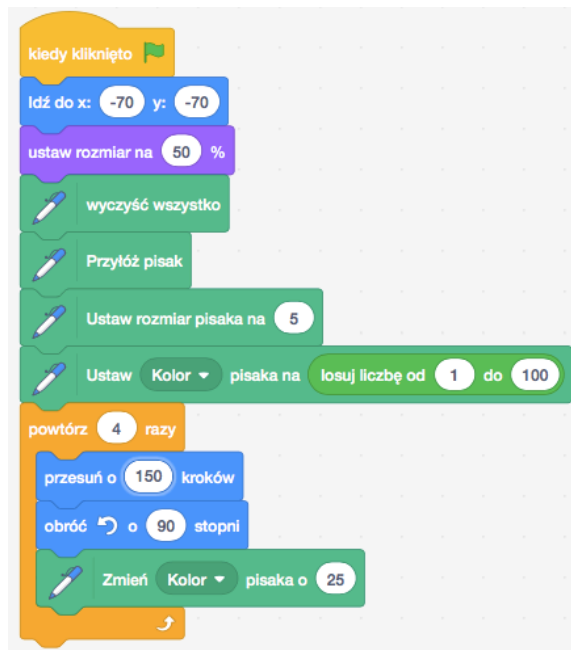 kiedy kliknięto
Idź do x: -70 y: -70
ustaw rozmiar na 50 %
wyczyść wszystko
Przyłóż pisak
Ustaw rozmiar pisaka na 5
Ustaw Kolor pisaka na losuj liczbę od 1 do 100
powtórz 4 razy
przesuń o 150 kroków
obróć o 90 stopni
Zmień Kolor pisaka o 25